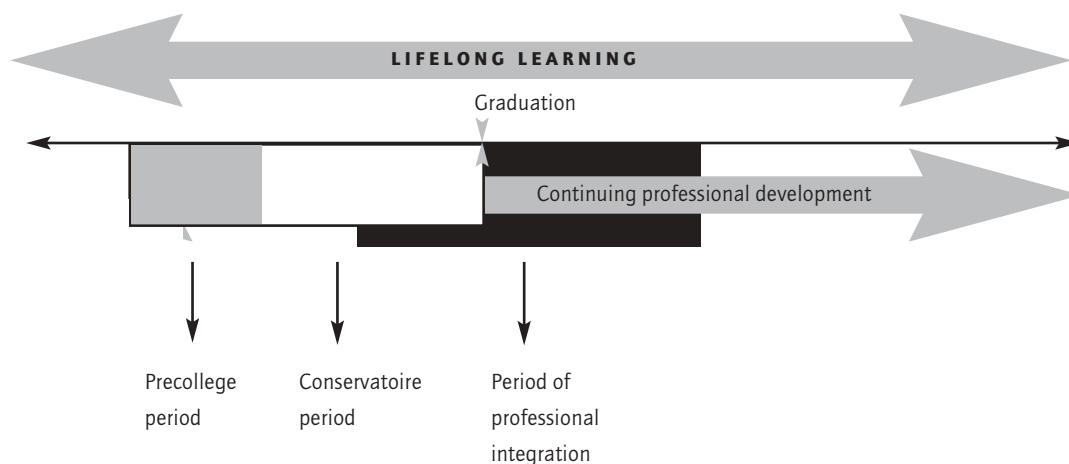 LIFELONG LEARNING
Graduation
Continuing professional development
Precollege
period
Conservatoire
period
Period of
professional
integration